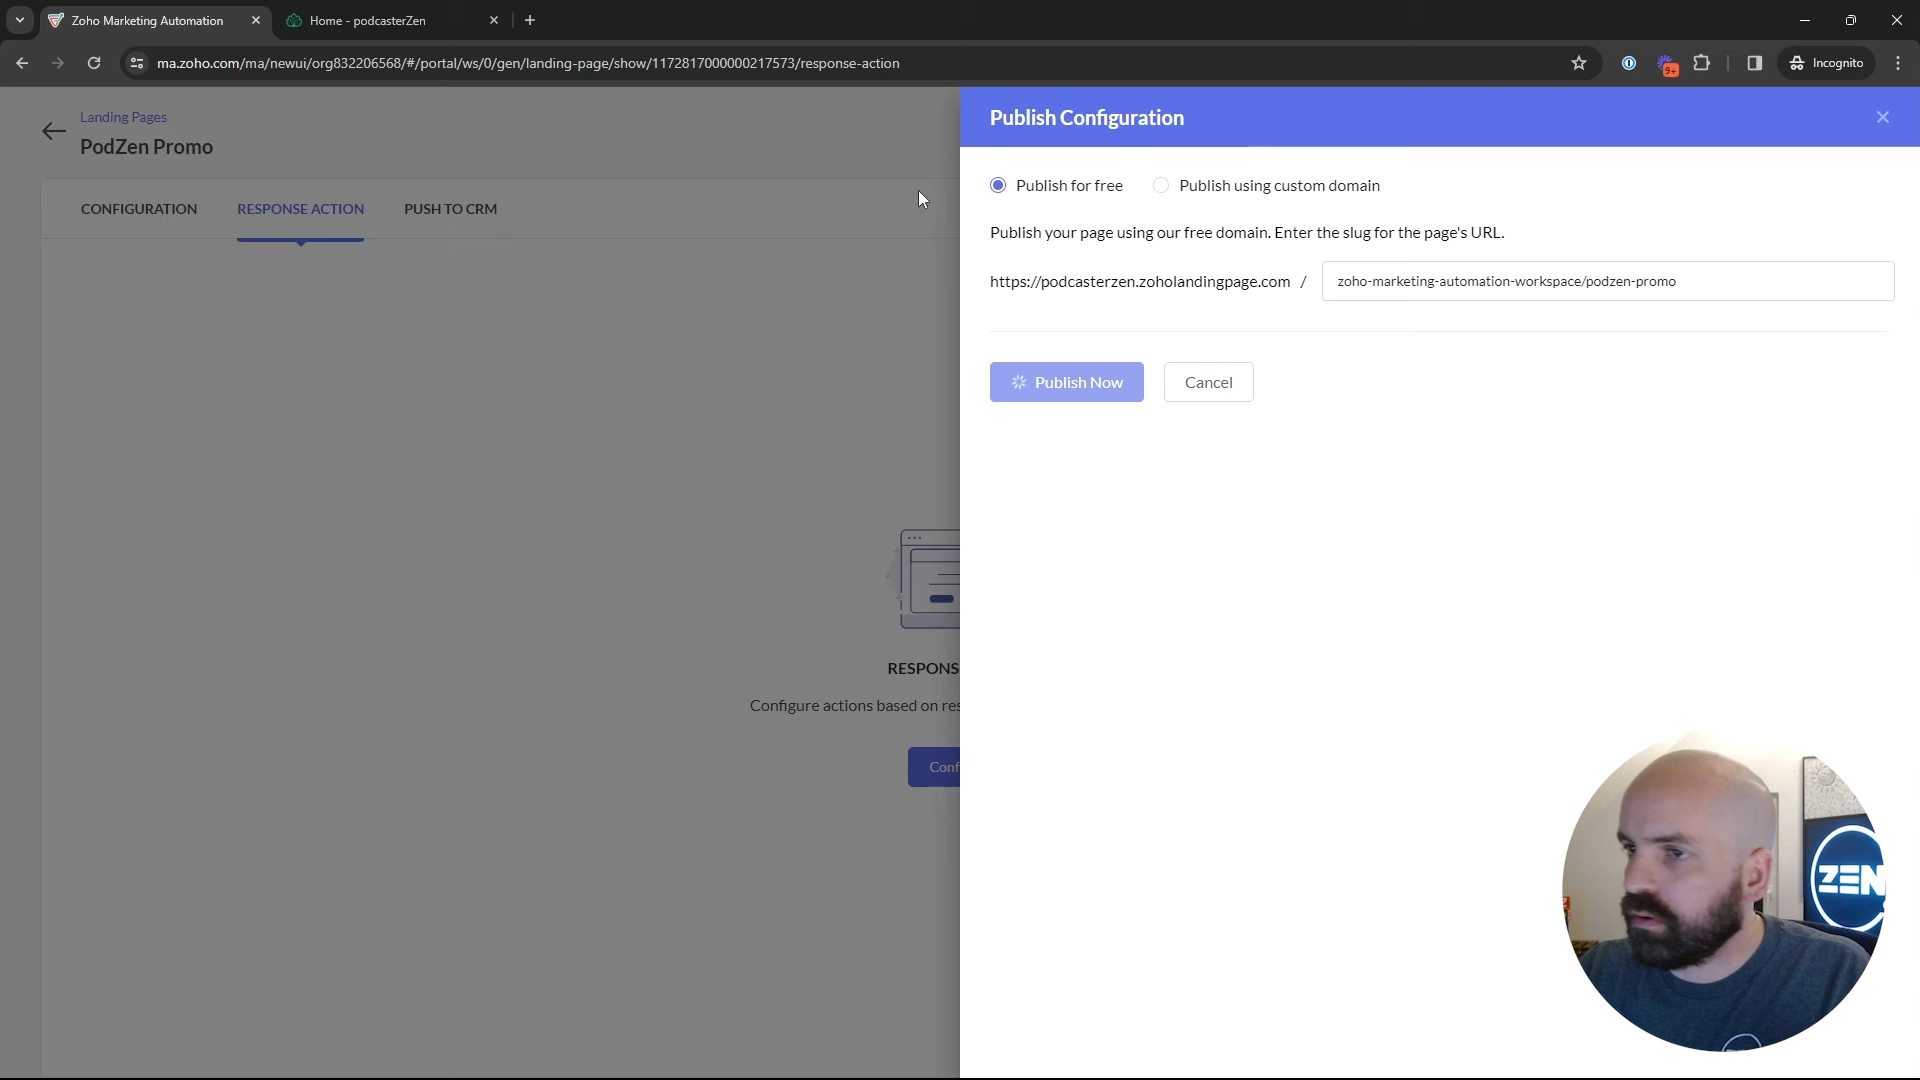 Zoho Marketing Automation
Home - podcasterZen
ma.zoho.com/ma/newui/org832206568/#/portal/ws/0/gen/landing-page/show/1172817000000217573/response-action
9+
Incognito
Landing Pages
PodZen Promo
CONFIGURATION
RESPONSE ACTION
PUSH TO CRM
RESPONS
Configure actions based on res
Conf
Publish Configuration
Publish for free
Publish using custom domain
Publish your page using our free domain. Enter the slug for the page's URL.
https://podcasterzen.zoholandingpage.com / zoho-marketing-automation-workspace/podzen-promo
Publish Now
Cancel
ZEN